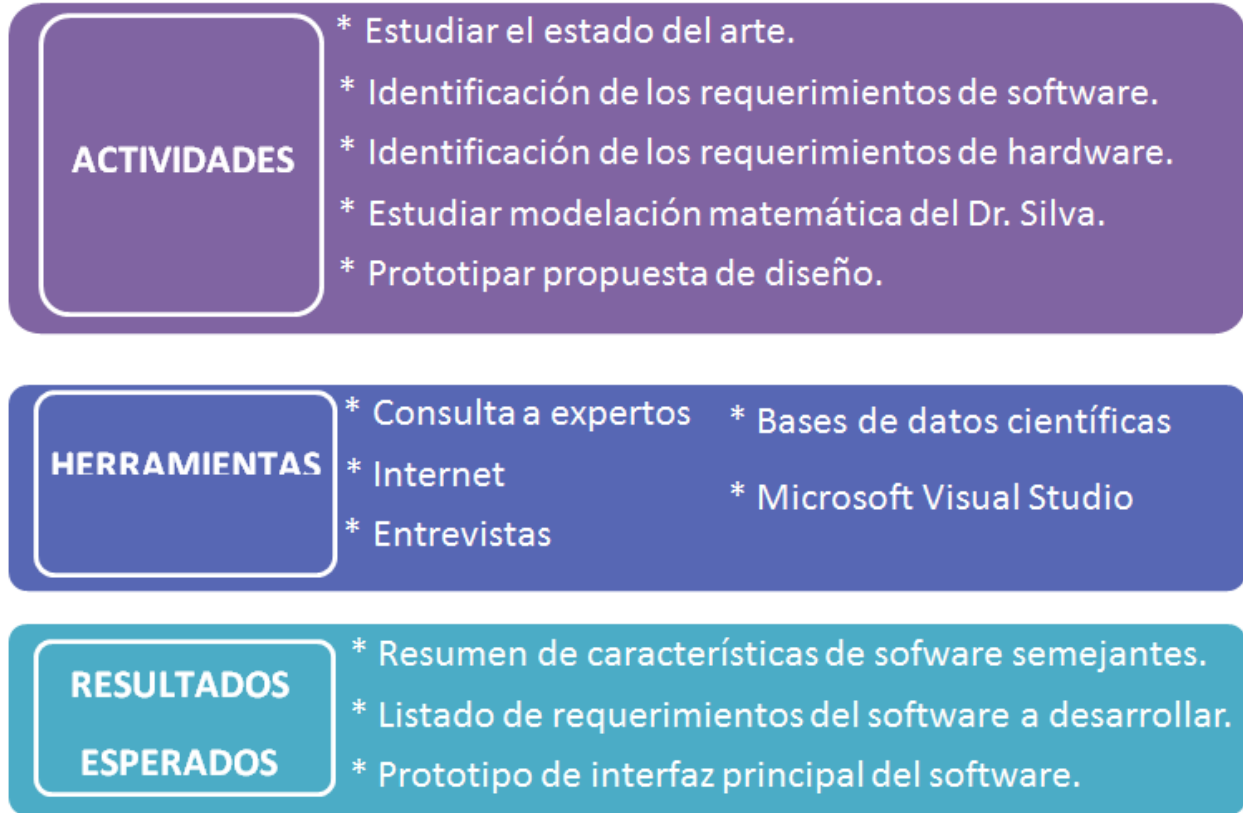 ACTIVIDADES
* Estudiar el estado del arte.
* Identificación de los requerimientos de software.
* Identificación de los requerimientos de hardware.
* Estudiar modelación matemática del Dr. Silva.
* Prototipar propuesta de diseño.
HERRAMIENTAS
* Consulta a expertos
* Internet
* Entrevistas
* Bases de datos científicas
* Microsoft Visual Studio
RESULTADOS
ESPERADOS
* Resumen de características de sofware semejantes.
* Listado de requerimientos del software a desarrollar.
* Prototipo de interfaz principal del software.